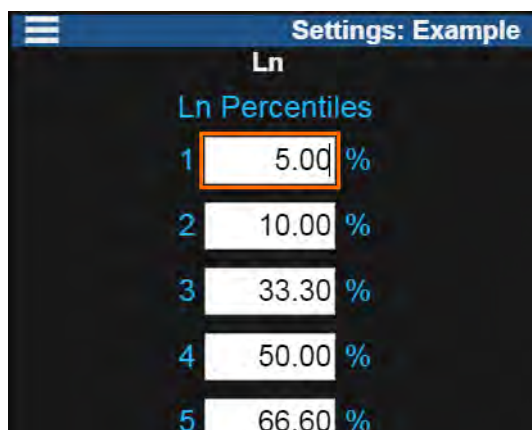 Settings: Example
Ln
Ln Percentiles
1 5.00 %
2 10.00 %
3 33.30 %
4 50.00 %
5 66.60 %